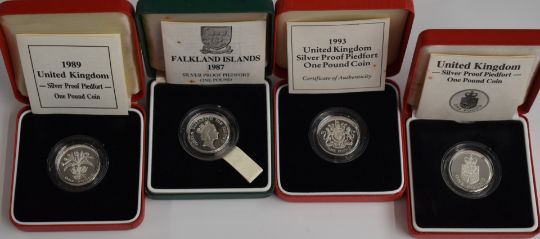 1989
United Kingdom
— Silver Proof Piedfort —
One Pound Coin
FALKLAND ISLANDS
1987
SILVER PROOF PIEDFORT
ONE POUND
1993
United Kingdom
Silver Proof Piedfort
One Pound Coin
Certificate of Authenticity
United Kingdom
— Silver Proof Piedfort —
One Pound Coin